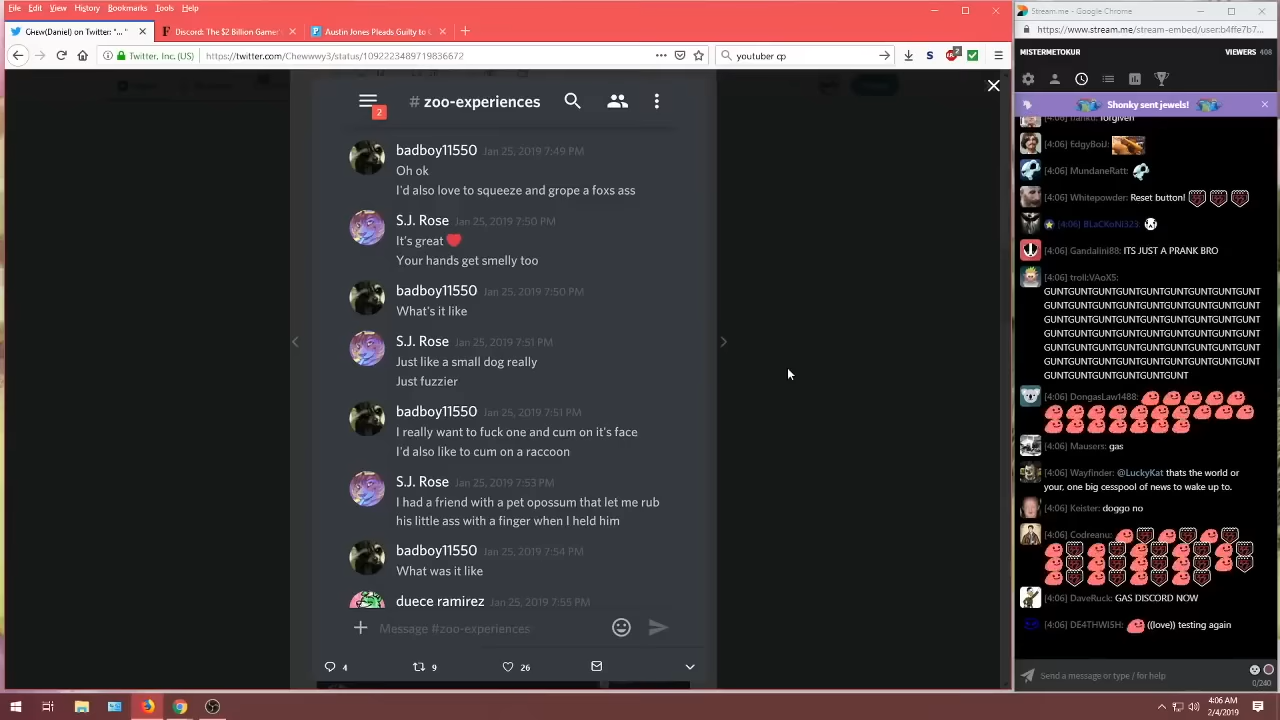 File Edit View History Bookmarks Tools Help
Chew(Daniel) on Twitter: "
Discord: The $2 Billion Gamer'
Austin Jones Pleads Guilty to
Twitter, Inc. (US)
https://twitter.com/Chewwwy3/status/1092223489719836672
youtuber cp
# zoo-experiences
2
badboy11550 Jan 25, 2019 7:49 PM
Oh ok
I'd also love to squeeze and grope a foxs ass
S.J. Rose Jan 25, 2019 7:50 PM
It's great
Your hands get smelly too
badboy11550 Jan 25, 2019 7:50 PM
What's it like
S.J. Rose Jan 25, 2019 7:51 PM
Just like a small dog really
Just fuzzier
badboy11550 Jan 25, 2019 7:51 PM
I really want to fuck one and cum on it's face
I'd also like to cum on a raccoon
S.J. Rose Jan 25, 2019 7:53 PM
I had a friend with a pet opossum that let me rub
his little ass with a finger when I held him
badboy11550 Jan 25, 2019 7:54 PM
What was it like
duece ramirez Jan 25, 2019 7:55 PM
Message #zoo-experiences
4 9 26
Stream.me - Google Chrome
https://www.stream.me/stream-embed/user:b4ffe7b7...
MISTERMETOKUR
VIEWERS 408
Shonky sent jewels!
forgiven
[4:06] EdgyBoiJ:
[4:06] MundaneRatt:
[4:06] Whitepowder: Reset button!
[4:06] BLaCKoNi323:
[4:06] Gandalini88: ITS JUST A PRANK BRO
[4:06] troll:VAoX5:
GUNTGUNTGUNTGUNTGUNTGUNTGUNTGUNT
GUNTGUNTGUNTGUNTGUNTGUNTGUNTGUNT
GUNTGUNTGUNTGUNTGUNTGUNTGUNTGUNT
GUNTGUNTGUNTGUNTGUNTGUNTGUNTGUNT
GUNTGUNTGUNTGUNTGUNTGUNTGUNTGUNT
GUNTGUNTGUNTGUNTGUNTGUNTGUNTGUNT
GUNTGUNTGUNTGUNTGUNT
[4:06] DongasLaw1488:
[4:06] Mausers: gas
[4:06] Wayfinder: @LuckyKat thats the world or
your, one big cesspool of news to wake up to.
[4:06] Keister: doggo no
[4:06] Codreanu:
[4:06] DaveRuck: GAS DISCORD NOW
[4:06] DE4THWISH: ((love)) testing again
Send a message or type / for help
0/240
4:06 AM
2/4/2019